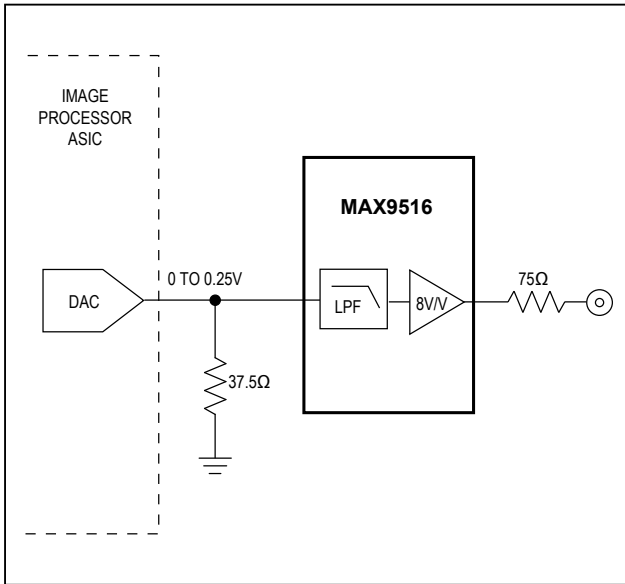 IMAGE
PROCESSOR
ASIC
MAX9516
0 TO 0.25V
75Ω
DAC
LPF
8V/V
37.5Ω